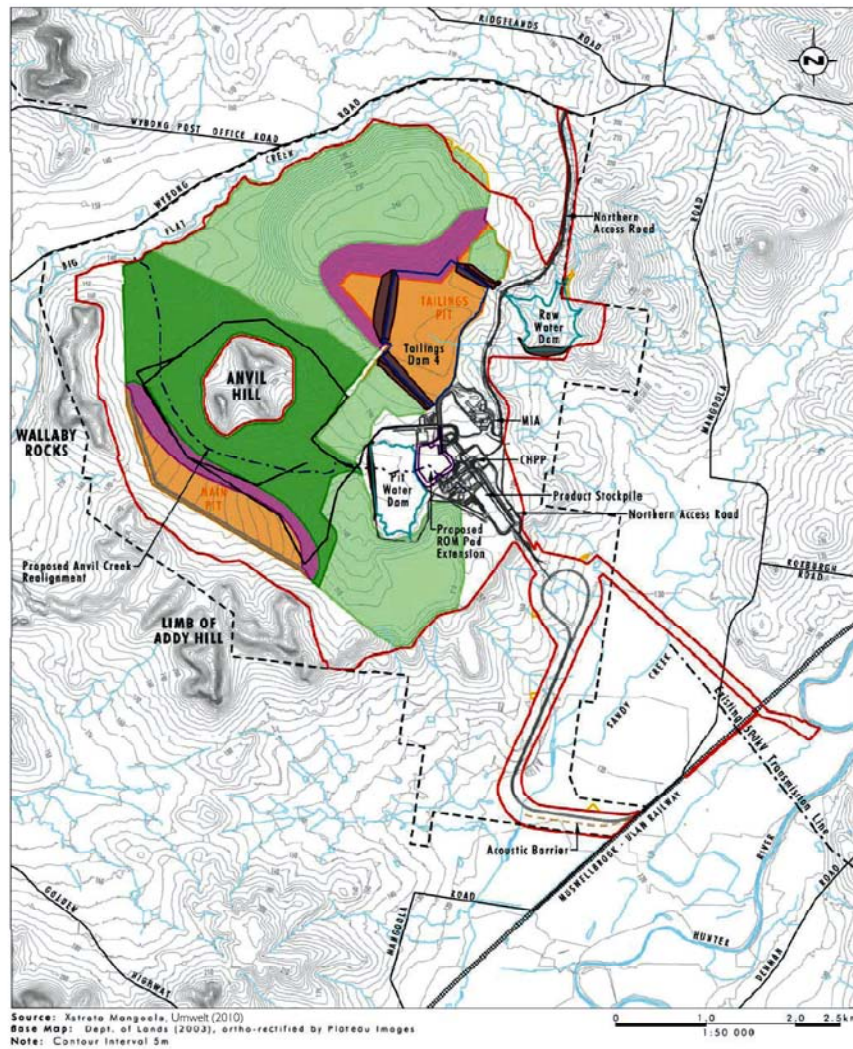 RIDGELANDS
ROAD
N
WYBONG POST OFFICE ROAD
WYBONG
ROAD
BIG
FLAT
CREEK
Northern
Access Road
TAILINGS
PIT
Tailings
Dam 4
Raw
Water
Dam
ANVIL
HILL
MANGOOLA
ROAD
MIA
WALLABY
ROCKS
CHPP
Pit
Water
Dam
Product Stockpile
MAIN
PIT
Northern Access Road
Proposed
ROM Pad
Extension
Proposed Anvil Creek
Realignment
ROXBURGH
ROAD
LIMB OF
ADDY HILL
SANDY CREEK
Existing 500kV Transmission Line
Acoustic Barrier
MUSWELLBROOK - ULAN RAILWAY
RIVER
HUNTER
ROAD
DENMAN
MANGOOLA
ROAD
GOLDEN
HIGHWAY
Source: Xstrata Mangoola, Umwelt (2010)
Base Map: Dept. of Lands (2003), ortho-rectified by Plateau Images
Note: Contour Interval 5m
0 1.0 2.0 2.5km
1:50 000